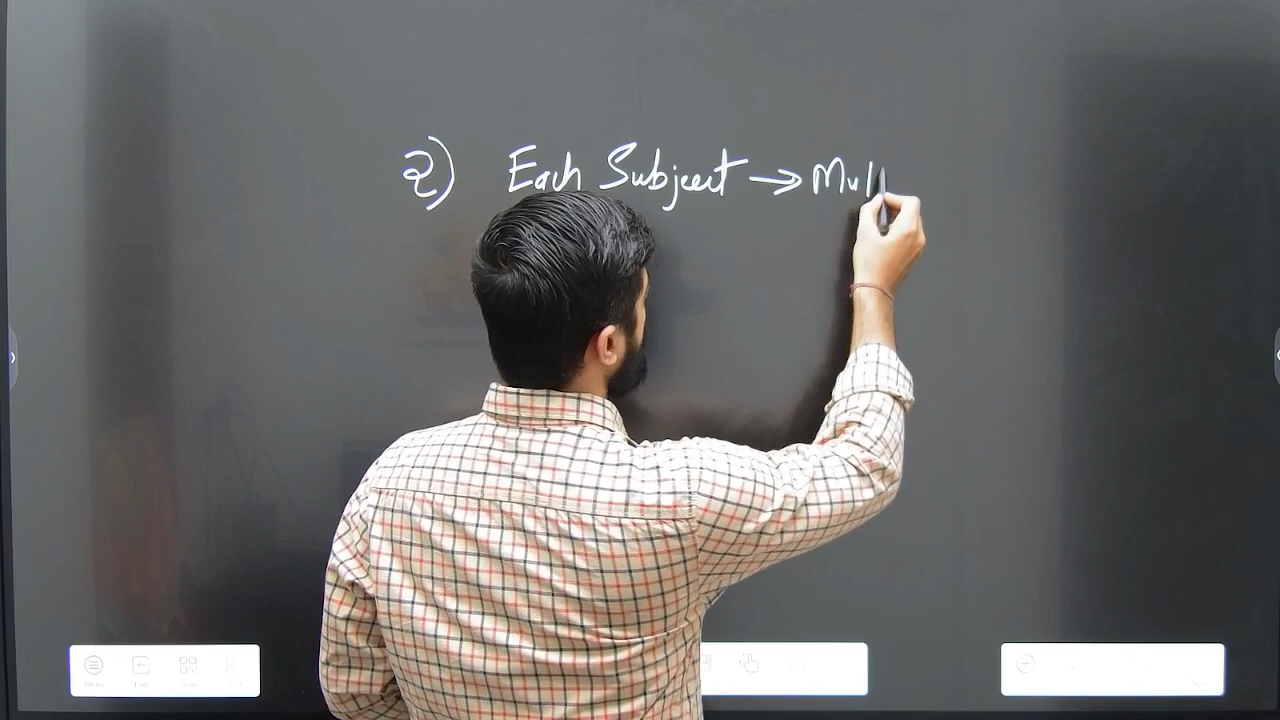 2) Each Subject → Mul